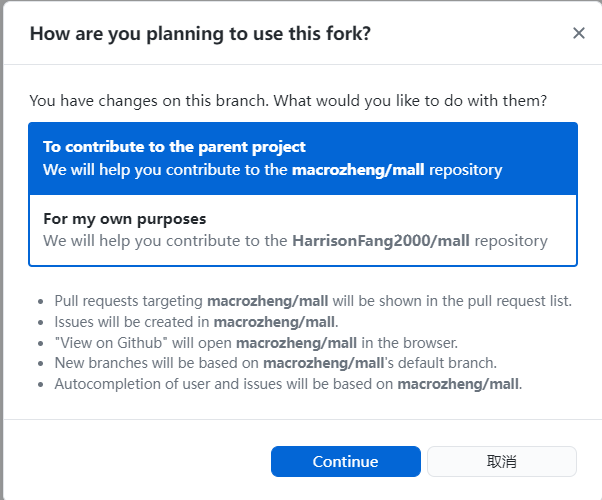 How are you planning to use this fork?
You have changes on this branch. What would you like to do with them?
To contribute to the parent project
We will help you contribute to the macrozheng/mall repository
For my own purposes
We will help you contribute to the HarrisonFang2000/mall repository
• Pull requests targeting macrozheng/mall will be shown in the pull request list.
• Issues will be created in macrozheng/mall.
• "View on Github" will open macrozheng/mall in the browser.
• New branches will be based on macrozheng/mall's default branch.
• Autocompletion of user and issues will be based on macrozheng/mall.
Continue
取消